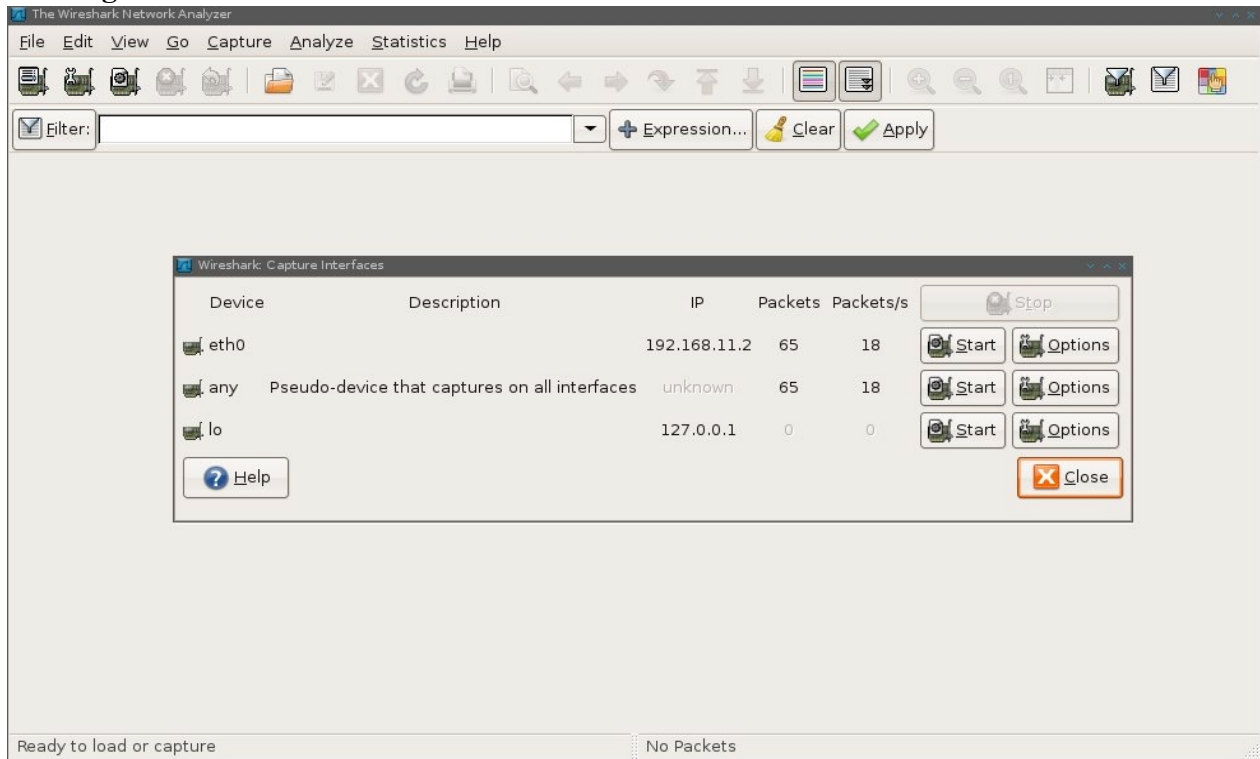 The Wireshark Network Analyzer
File Edit View Go Capture Analyze Statistics Help
Filter: Expression... Clear Apply
Wireshark: Capture Interfaces
Device Description IP Packets Packets/s Stop
eth0 192.168.11.2 65 18 Start Options
any Pseudo-device that captures on all interfaces unknown 65 18 Start Options
lo 127.0.0.1 0 0 Start Options
Help Close
Ready to load or capture No Packets